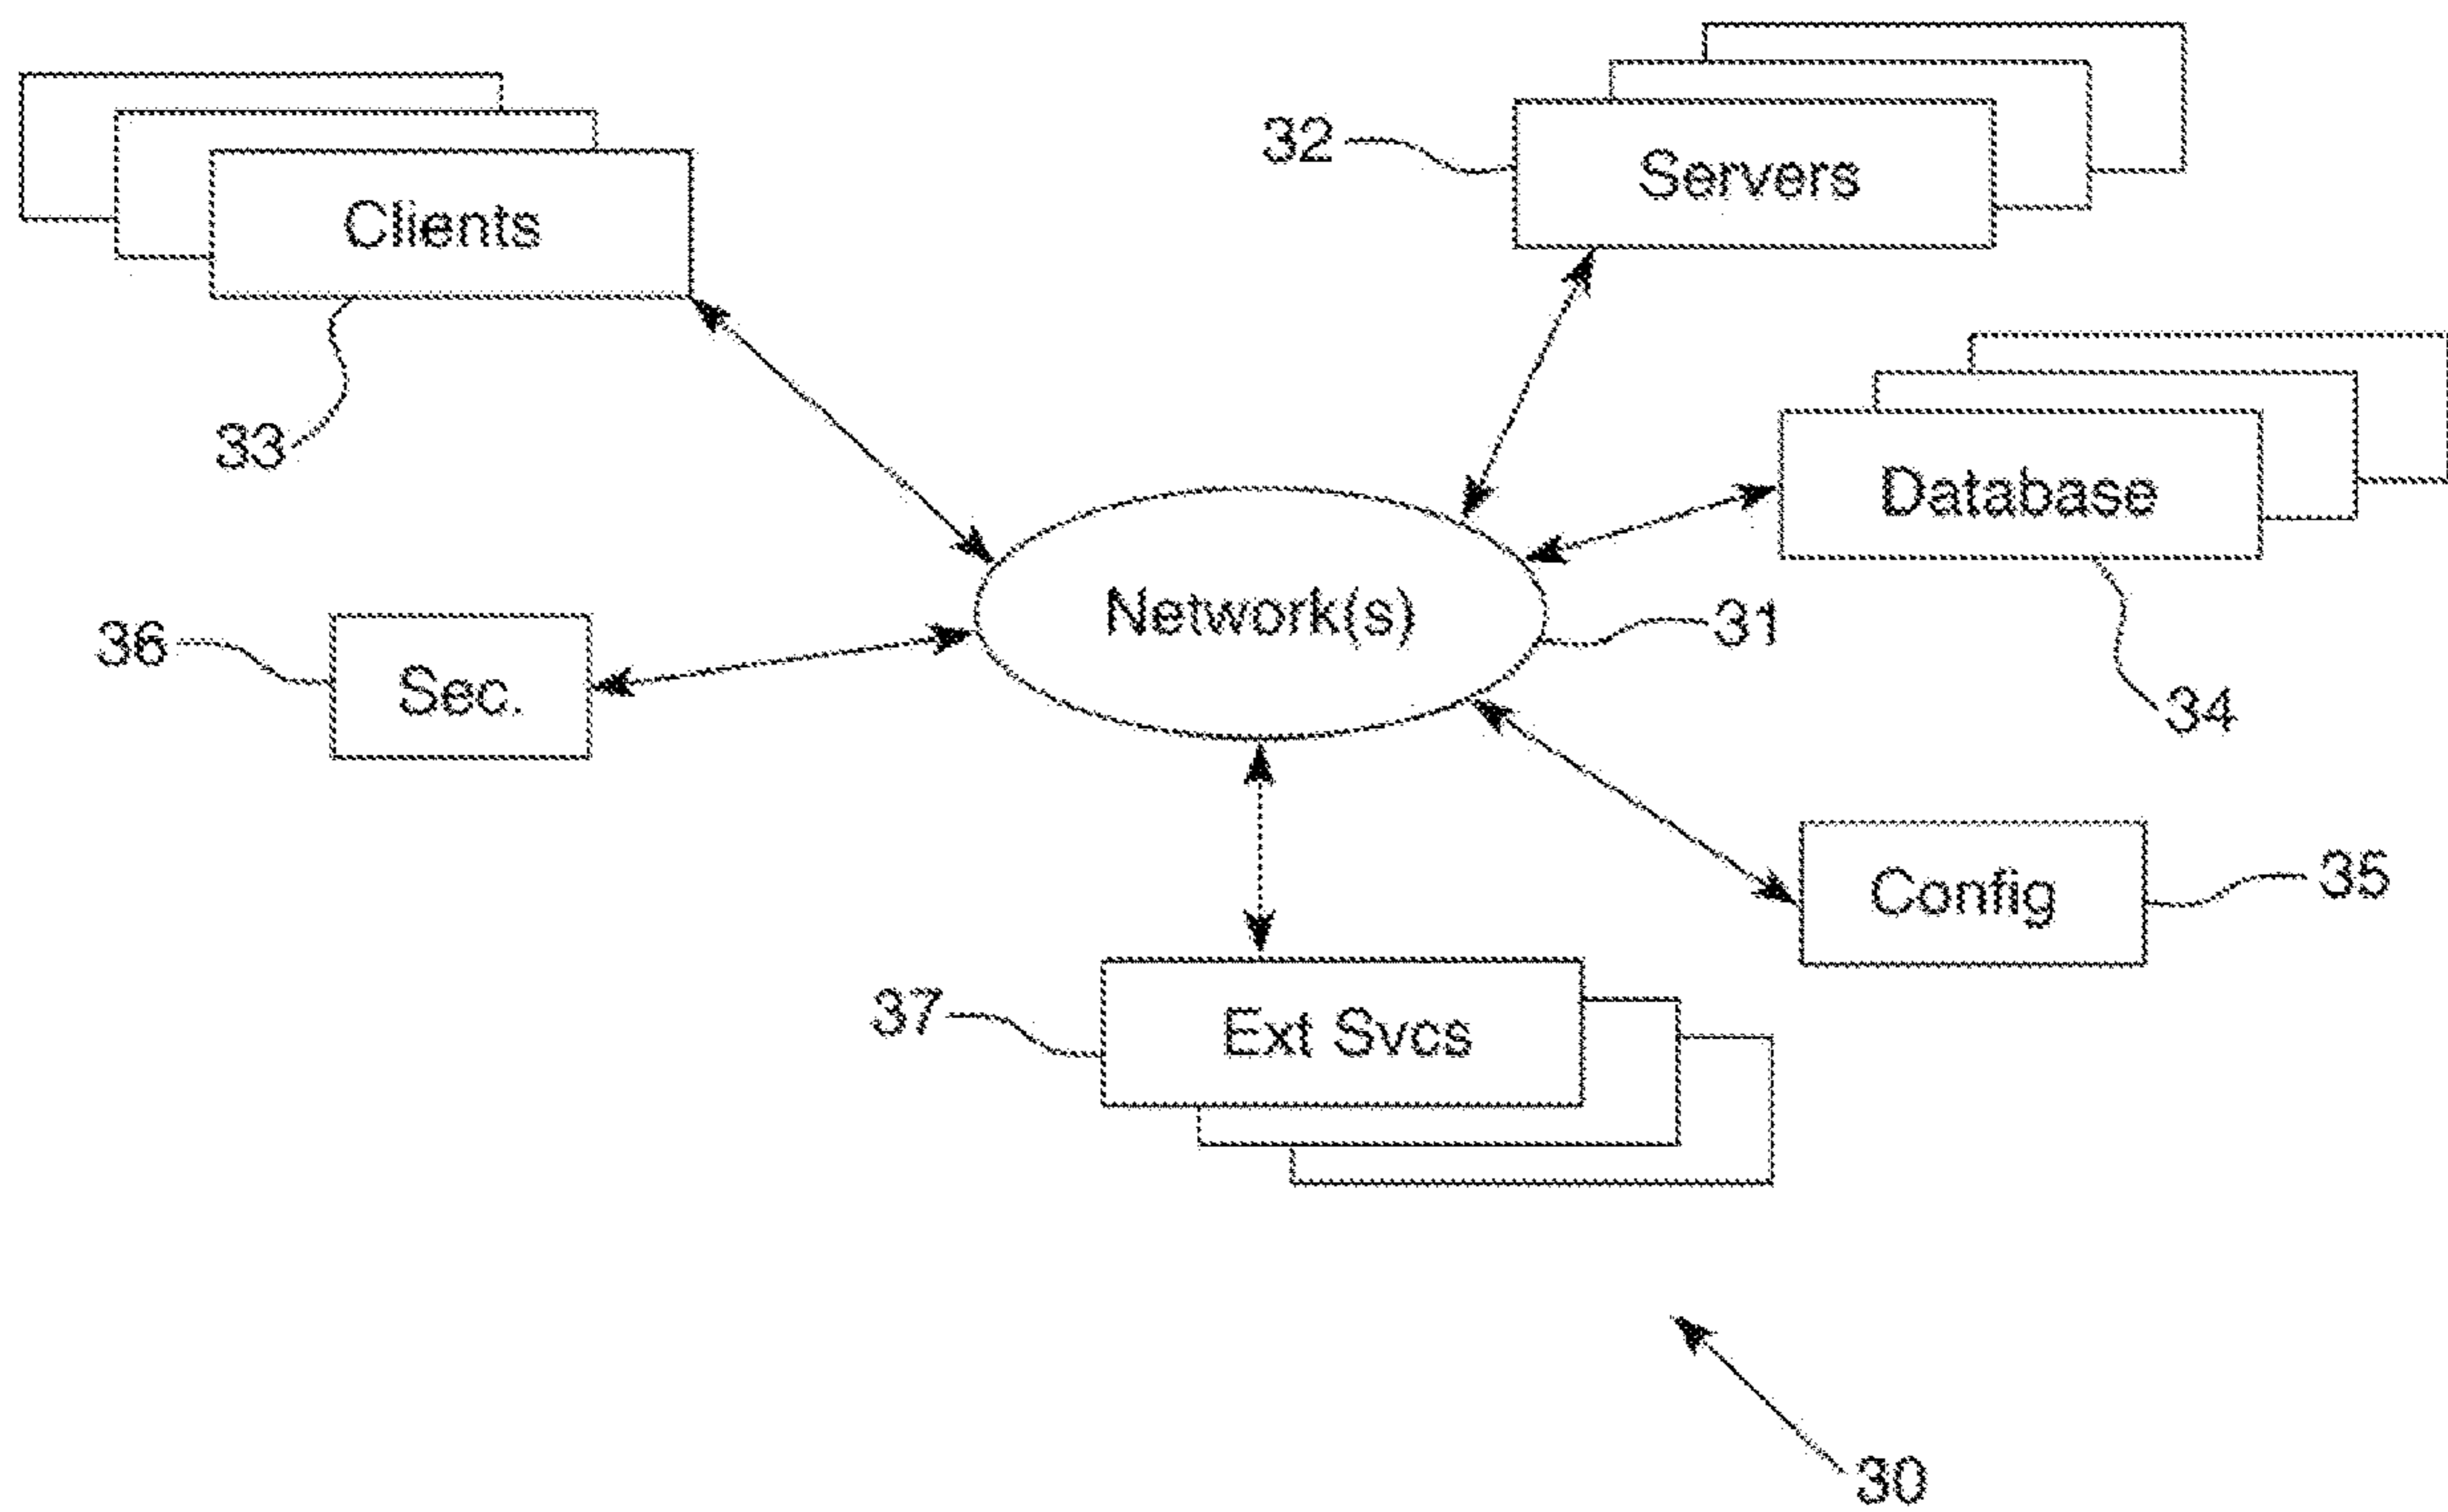 32
Servers
Clients
33
Database
Network(s)
31
36
Sec.
34
35
Config
37
Ext Svcs
30